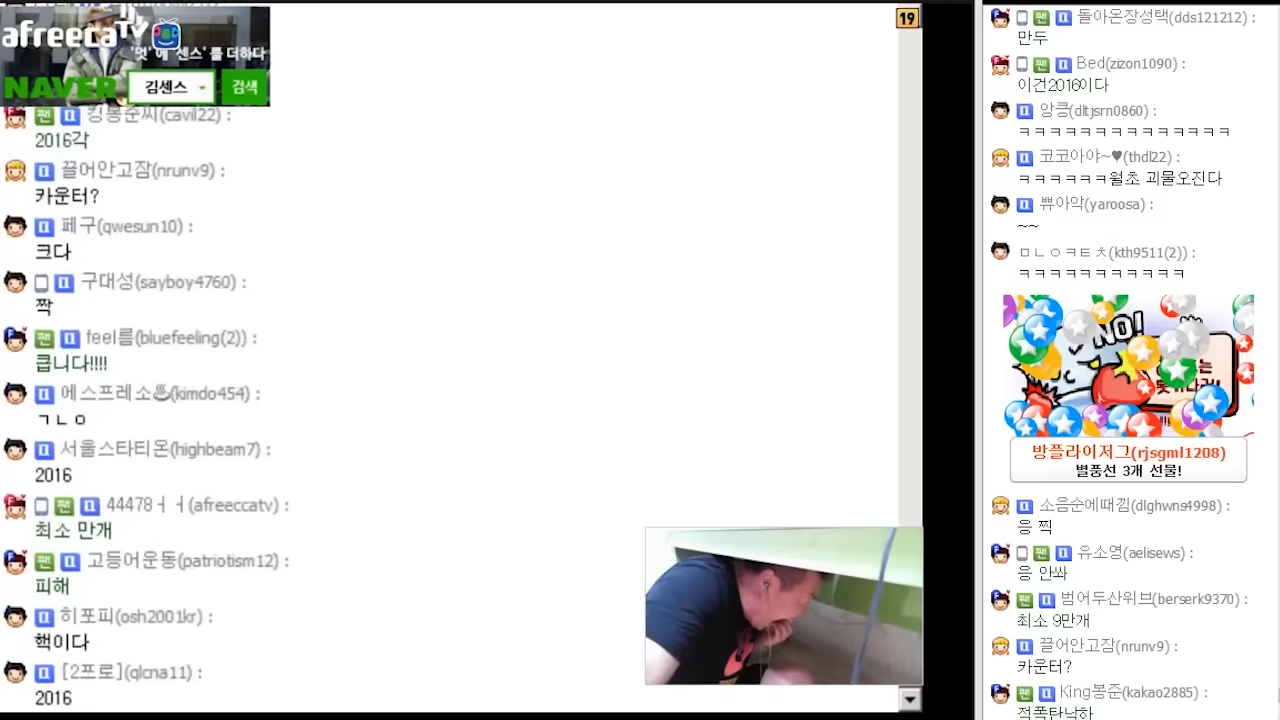 afreecaTV
'멋'에 '센스'를 더하다
NAVER
김센스
검색
킹봉준씨(cavil22) :
2016각
끌어안고잠(nrunv9) :
카운터?
페구(qwesun10) :
크다
구대성(sayboy4760) :
짝
feel름(bluefeeling(2)) :
큽니다!!!!
에스프레소♨(kimdo454) :
ㄱㄴㅇ
서울스타티온(highbeam7) :
2016
44478ㅓㅓ(afreeccatv) :
최소 만개
고등어운동(patriotism12) :
피해
히포피(osh2001kr) :
핵이다
[2프로](qlcna11) :
2016
19
돌아온장성택(dds121212) :
만두
Bed(zizon1090) :
이건2016이다
앙큼(dltjsrn0860) :
ㅋㅋㅋㅋㅋㅋㅋㅋㅋㅋㅋㅋ
코코아야~♥(thdl22) :
ㅋㅋㅋㅋㅋㅋ월초 괴물오진다
쀼아악(yaroosa) :
~~
ㅁㄴㅇㅋㅌㅊ(kth9511(2)) :
ㅋㅋㅋㅋㅋㅋㅋㅋㅋㅋㅋ
NO!
방플라이저그(rjsgml1208)
별풍선 3개 선물!
소음순에때낌(dlghwns4998) :
응 찍
유소영(aelisews) :
응 안쏴
범어두산위브(berserk9370) :
최소 9만개
끌어안고잠(nrunv9) :
카운터?
King봉준(kakao2885) :